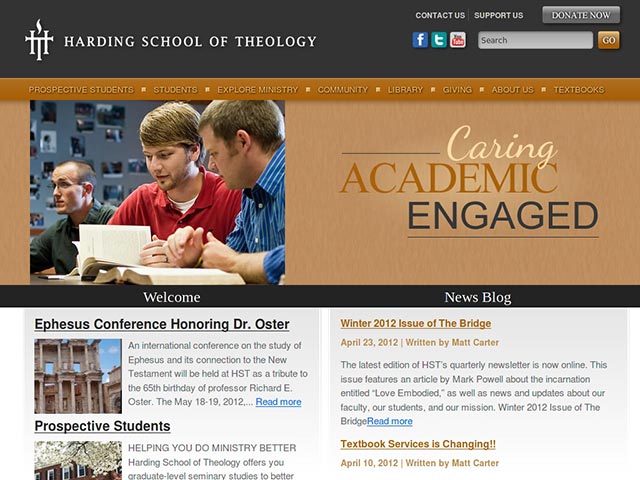 CONTACT US SUPPORT US DONATE NOW
HARDING SCHOOL OF THEOLOGY
Search GO
PROSPECTIVE STUDENTS STUDENTS EXPLORE MINISTRY COMMUNITY LIBRARY GIVING ABOUT US TEXTBOOKS
Caring
ACADEMIC
ENGAGED
Welcome
Ephesus Conference Honoring Dr. Oster
An international conference on the study of
Ephesus and its connection to the New
Testament will be held at HST as a tribute to
the 65th birthday of professor Richard E.
Oster. The May 18-19, 2012,... Read more
Prospective Students
HELPING YOU DO MINISTRY BETTER
Harding School of Theology offers you
graduate-level seminary studies to better
News Blog
Winter 2012 Issue of The Bridge
April 23, 2012 | Written by Matt Carter
The latest edition of HST's quarterly newsletter is now online. This
issue features an article by Mark Powell about the incarnation
entitled “Love Embodied,” as well as news and updates about our
faculty, our students, and our mission. Winter 2012 Issue of The
BridgeRead more
Textbook Services is Changing!!
April 10, 2012 | Written by Matt Carter